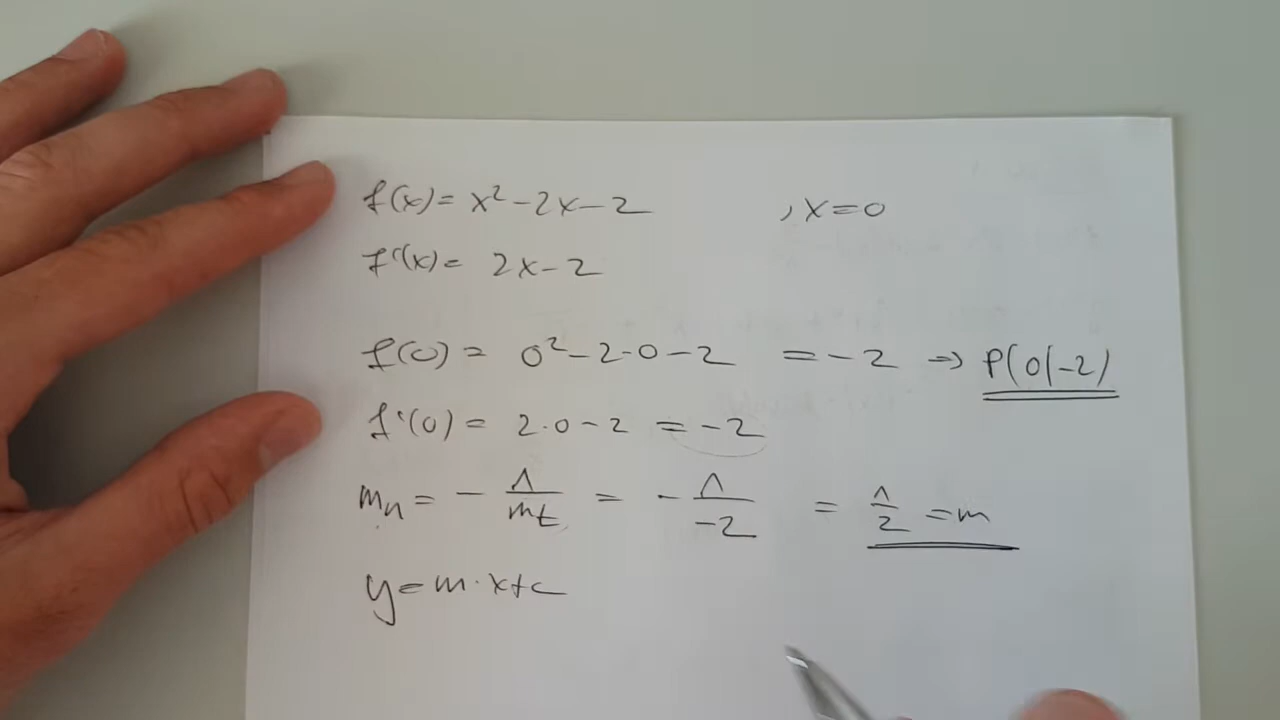 f(x) = x² - 2x - 2 , x = 0
f'(x) = 2x - 2
f(0) = 0² - 2·0 - 2 = -2 ⇒ P(0|-2)
f'(0) = 2·0 - 2 = -2
mn = - 1/mt = - 1/-2 = 1/2 = m
y = m·x+c